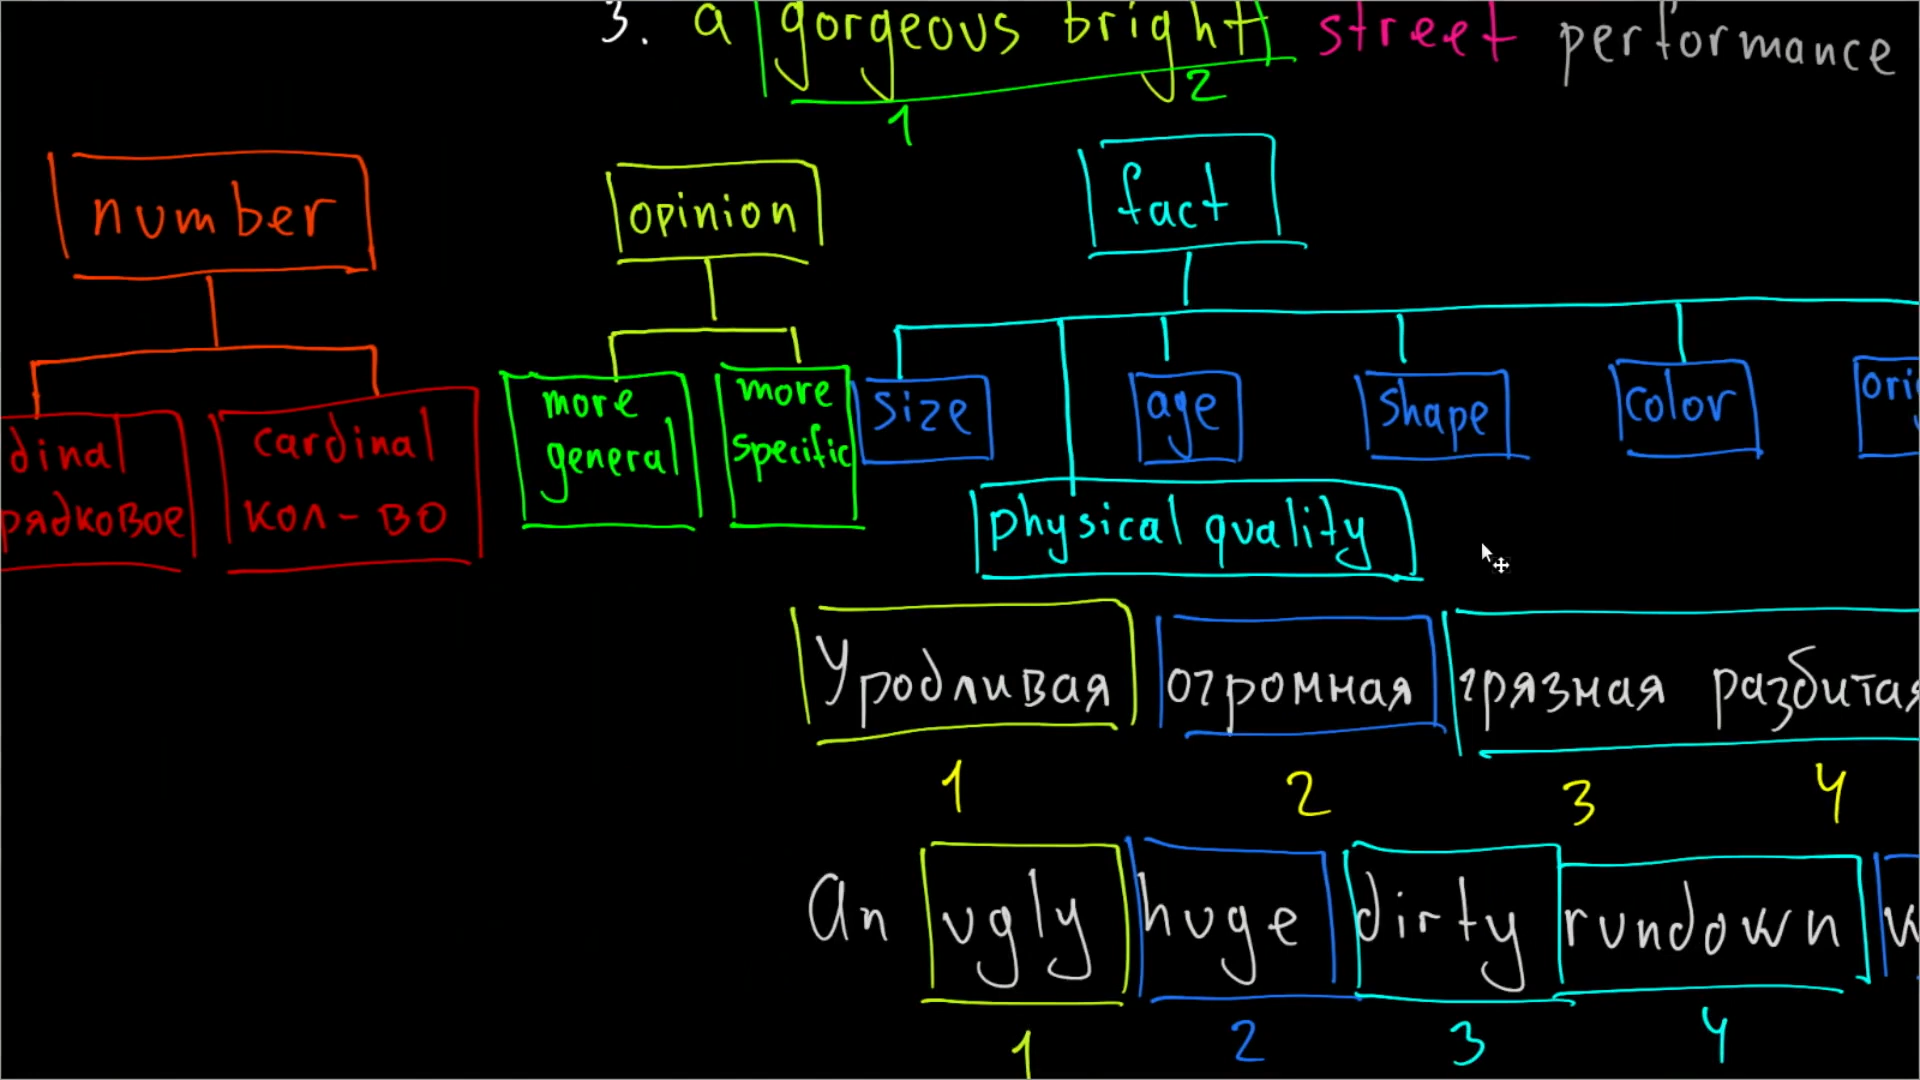 3. a gorgeous bright street performance
1 2
number opinion fact
size age shape color
more general
more specific
cardinal
кол-во
physical quality
Уродливая огромная грязная разбитая
1 2 3 4
An ugly huge dirty rundown
1 2 3 4